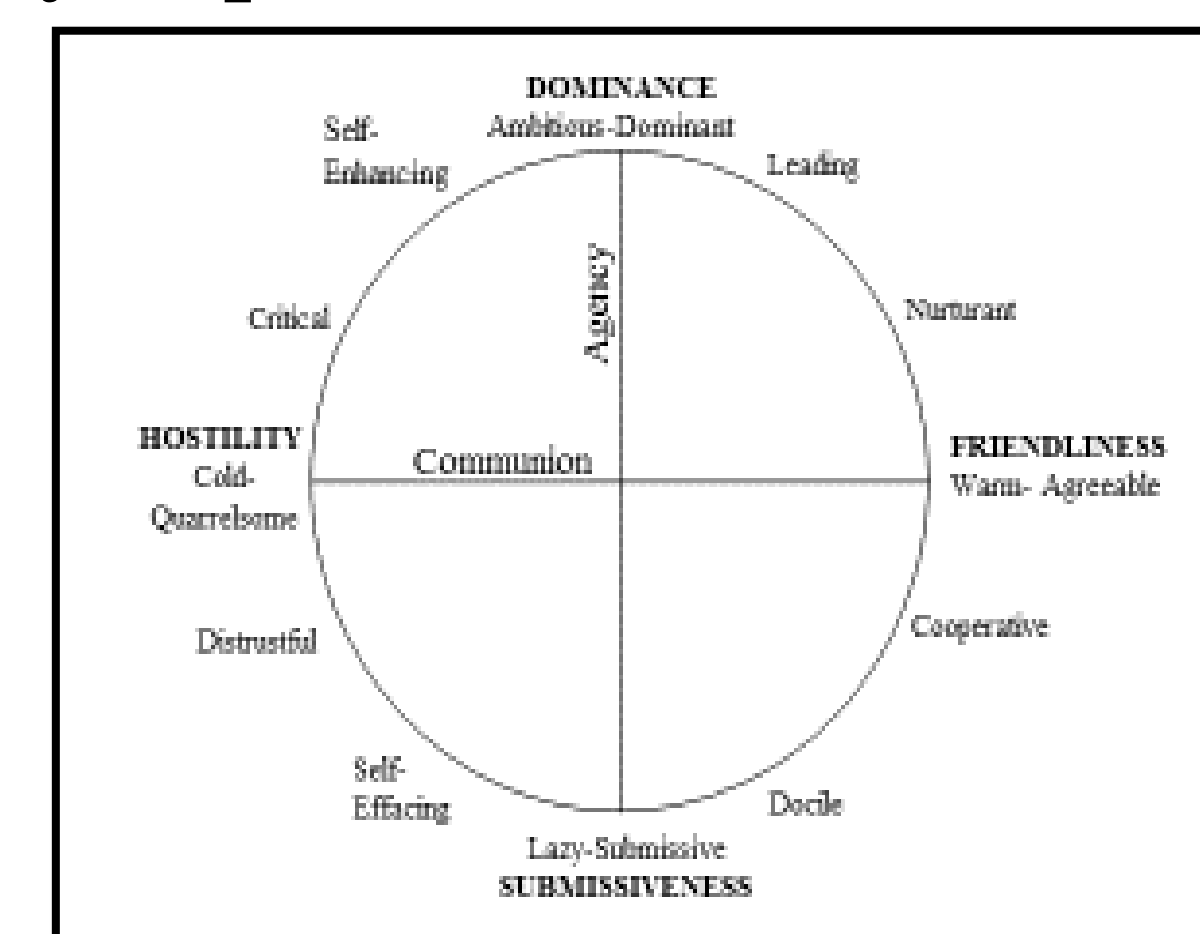 DOMINANCE
Ambitious-Dominant
Self-
Enhancing
Leading
Agency
Critical
Nurturant
HOSTILITY
Cold-
Quarrelsome
Communion
FRIENDLINESS
Warm- Agreeable
Distrustful
Cooperative
Self-
Effacing
Docile
Lazy-Submissive
SUBMISSIVENESS